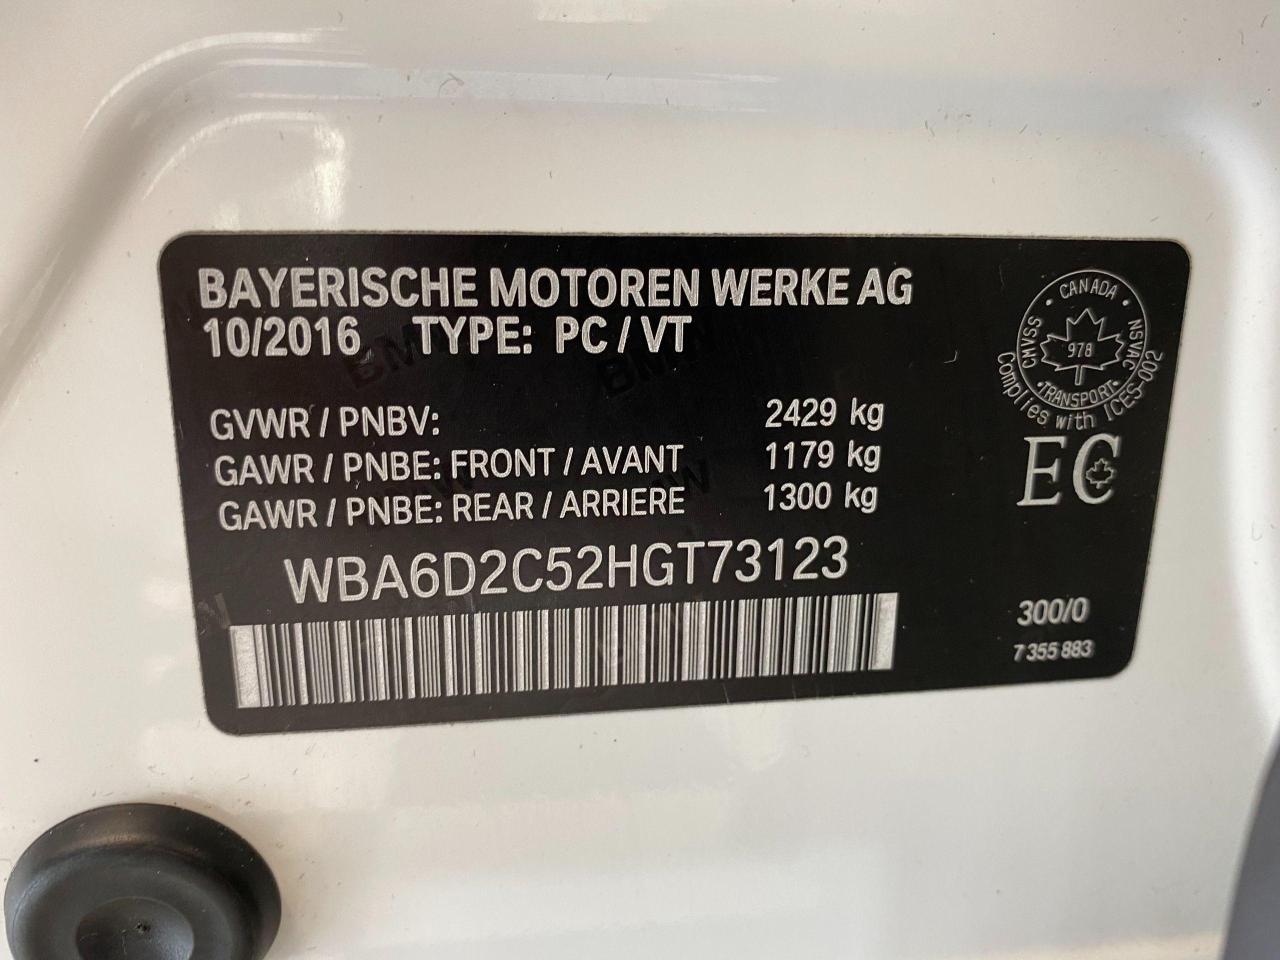 BAYERISCHE MOTOREN WERKE AG
10/2016 TYPE: PC / VT
GVWR / PNBV: 2429 kg
GAWR / PNBE: FRONT / AVANT 1179 kg
GAWR / PNBE: REAR / ARRIERE 1300 kg
WBA6D2C52HGT73123
CANADA
CMVSS
NSVAC
978
TRANSPORT
Complies with ICES-002
EC
300/0
7 355 883
BMW
BMW